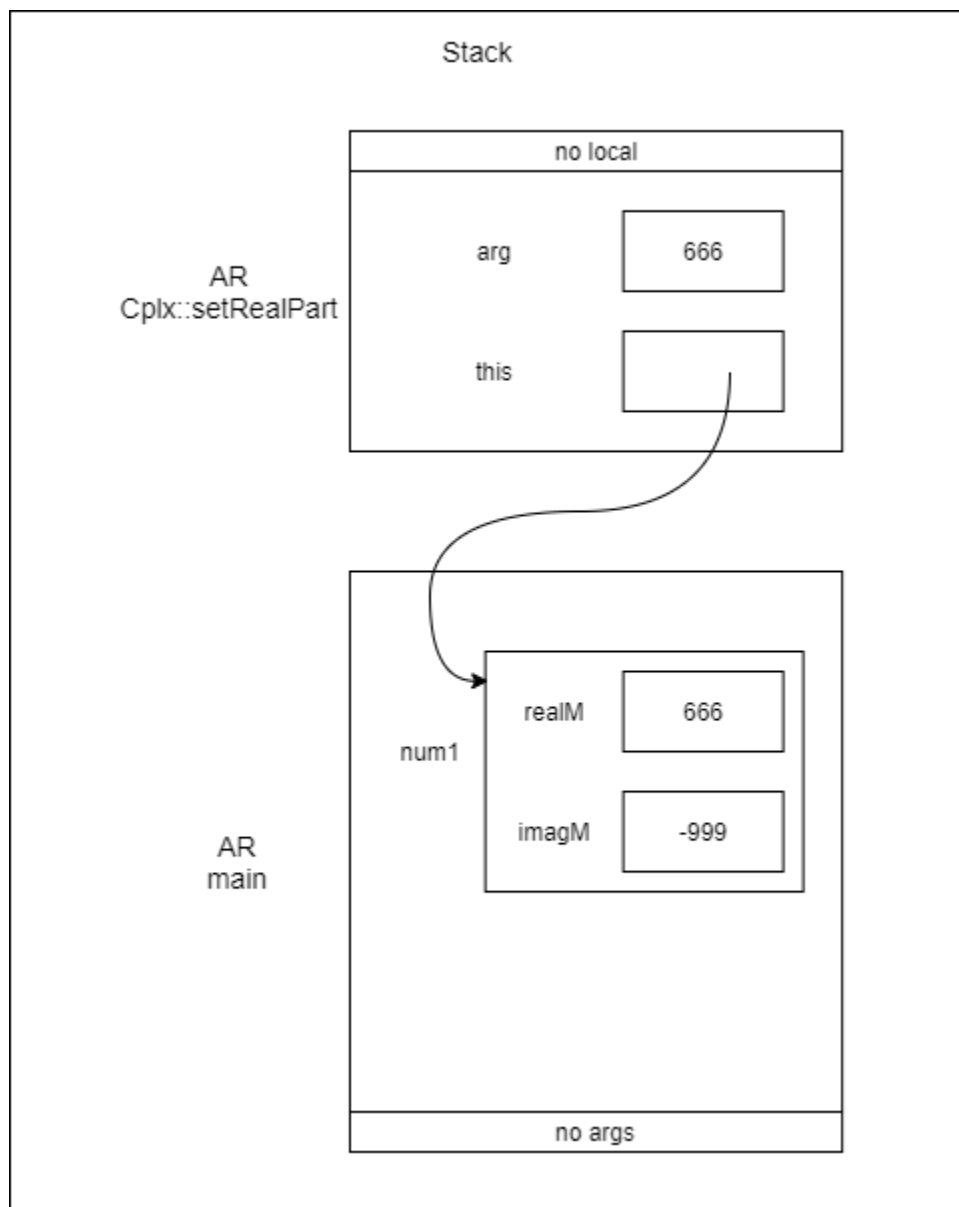 Stack
no local
arg
666
AR
Cplx::setRealPart
this
realM
666
num1
imagM
-999
AR
main
no args